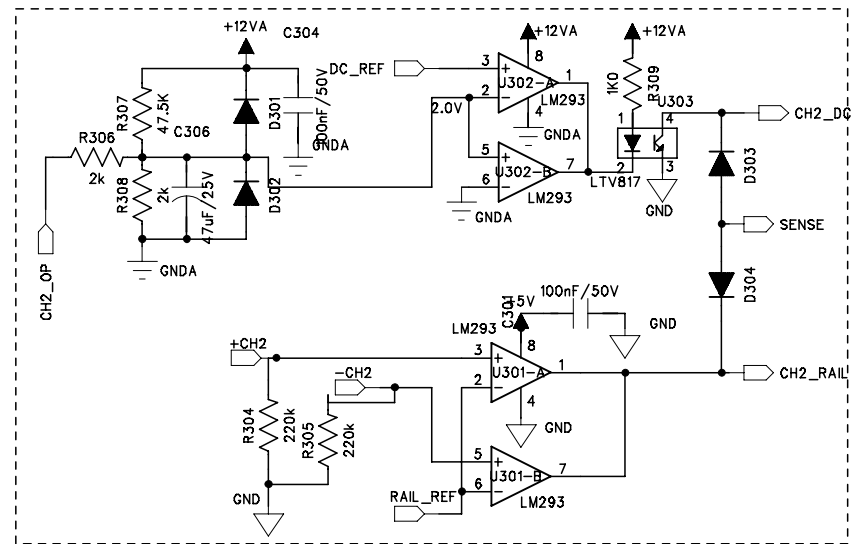 +12VA
C304
R307
47.5K
D301
100nF/50V
GNDA
R306
2k
C306
R308
2k
47uF/25V
D302
GNDA
CH2_OP
DC_REF
+12VA
3
8
U302-A
1
2
2.0V
LM293
4
GNDA
5
U302-B
7
6
LM293
GNDA
+12VA
1K0
R309
U303
1
4
2
3
LTV817
GND
CH2_DC
D303
SENSE
D304
C301
+5V
100nF/50V
GND
LM293
+CH2
3
8
U301-A
1
2
4
GND
CH2_RAIL
-CH2
R304
220k
R305
220k
GND
5
U301-B
7
6
LM293
RAIL_REF